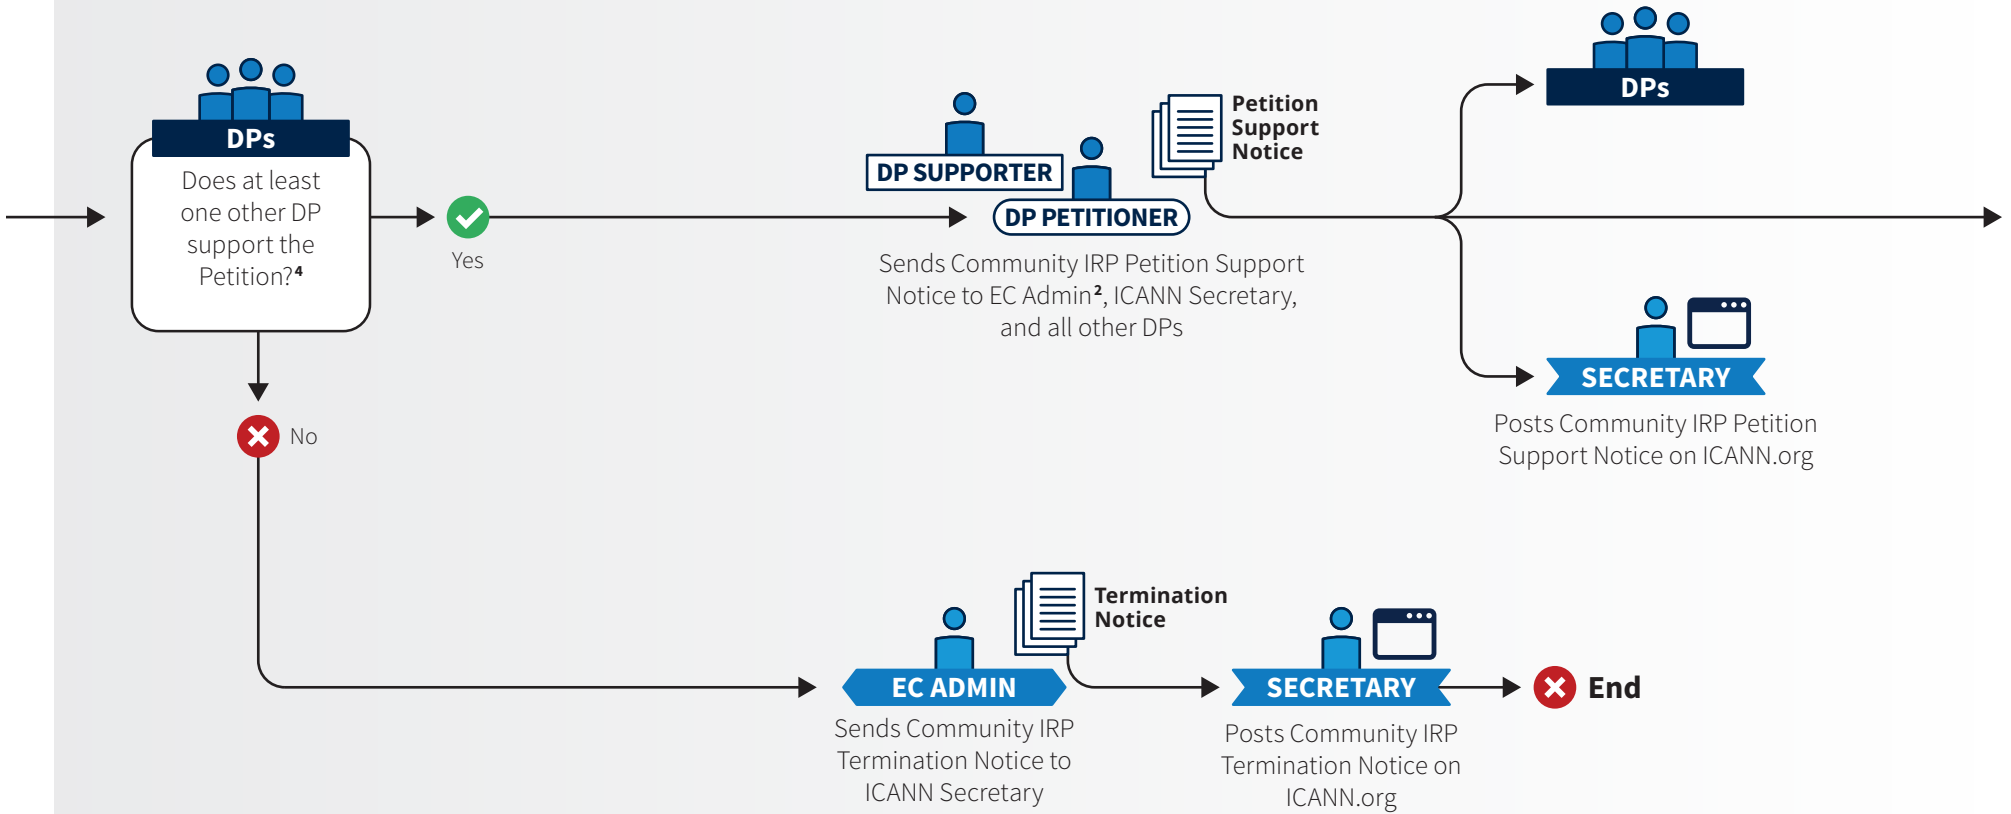 DPs
Does at least
one other DP
support the
Petition?4
Yes
No
DP SUPPORTER
DP PETITIONER
Petition
Support
Notice
Sends Community IRP Petition Support
Notice to EC Admin2, ICANN Secretary,
and all other DPs
DPs
SECRETARY
Posts Community IRP Petition
Support Notice on ICANN.org
EC ADMIN
Termination
Notice
Sends Community IRP
Termination Notice to
ICANN Secretary
SECRETARY
Posts Community IRP
Termination Notice on
ICANN.org
End